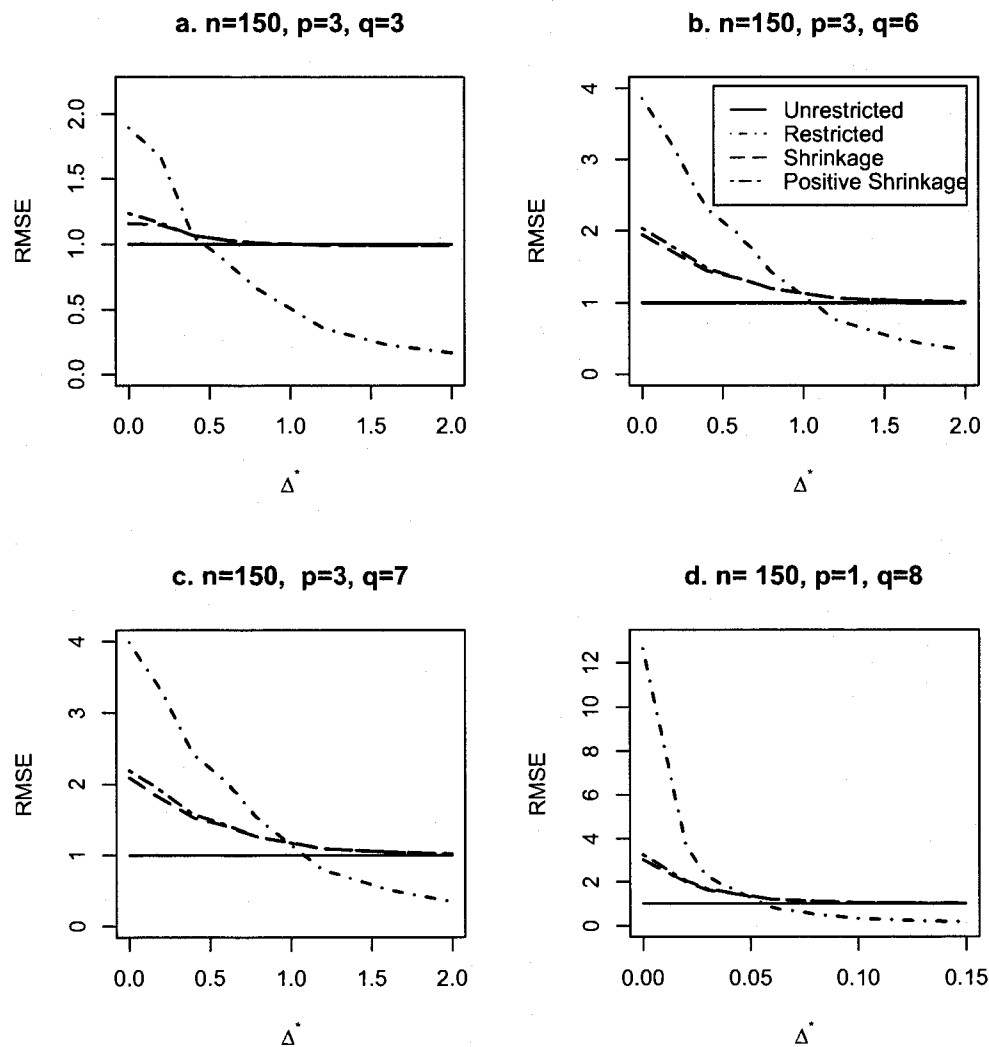 a. n=150, p=3, q=3
RMSE
0.0 0.5 1.0 1.5 2.0
0.0 0.5 1.0 1.5 2.0
Δ*
b. n=150, p=3, q=6
Unrestricted
Restricted
Shrinkage
Positive Shrinkage
RMSE
0 1 2 3 4
0.0 0.5 1.0 1.5 2.0
Δ*
c. n=150, p=3, q=7
RMSE
0 1 2 3 4
0.0 0.5 1.0 1.5 2.0
Δ*
d. n= 150, p=1, q=8
RMSE
0 2 4 6 8 10 12
0.00 0.05 0.10 0.15
Δ*